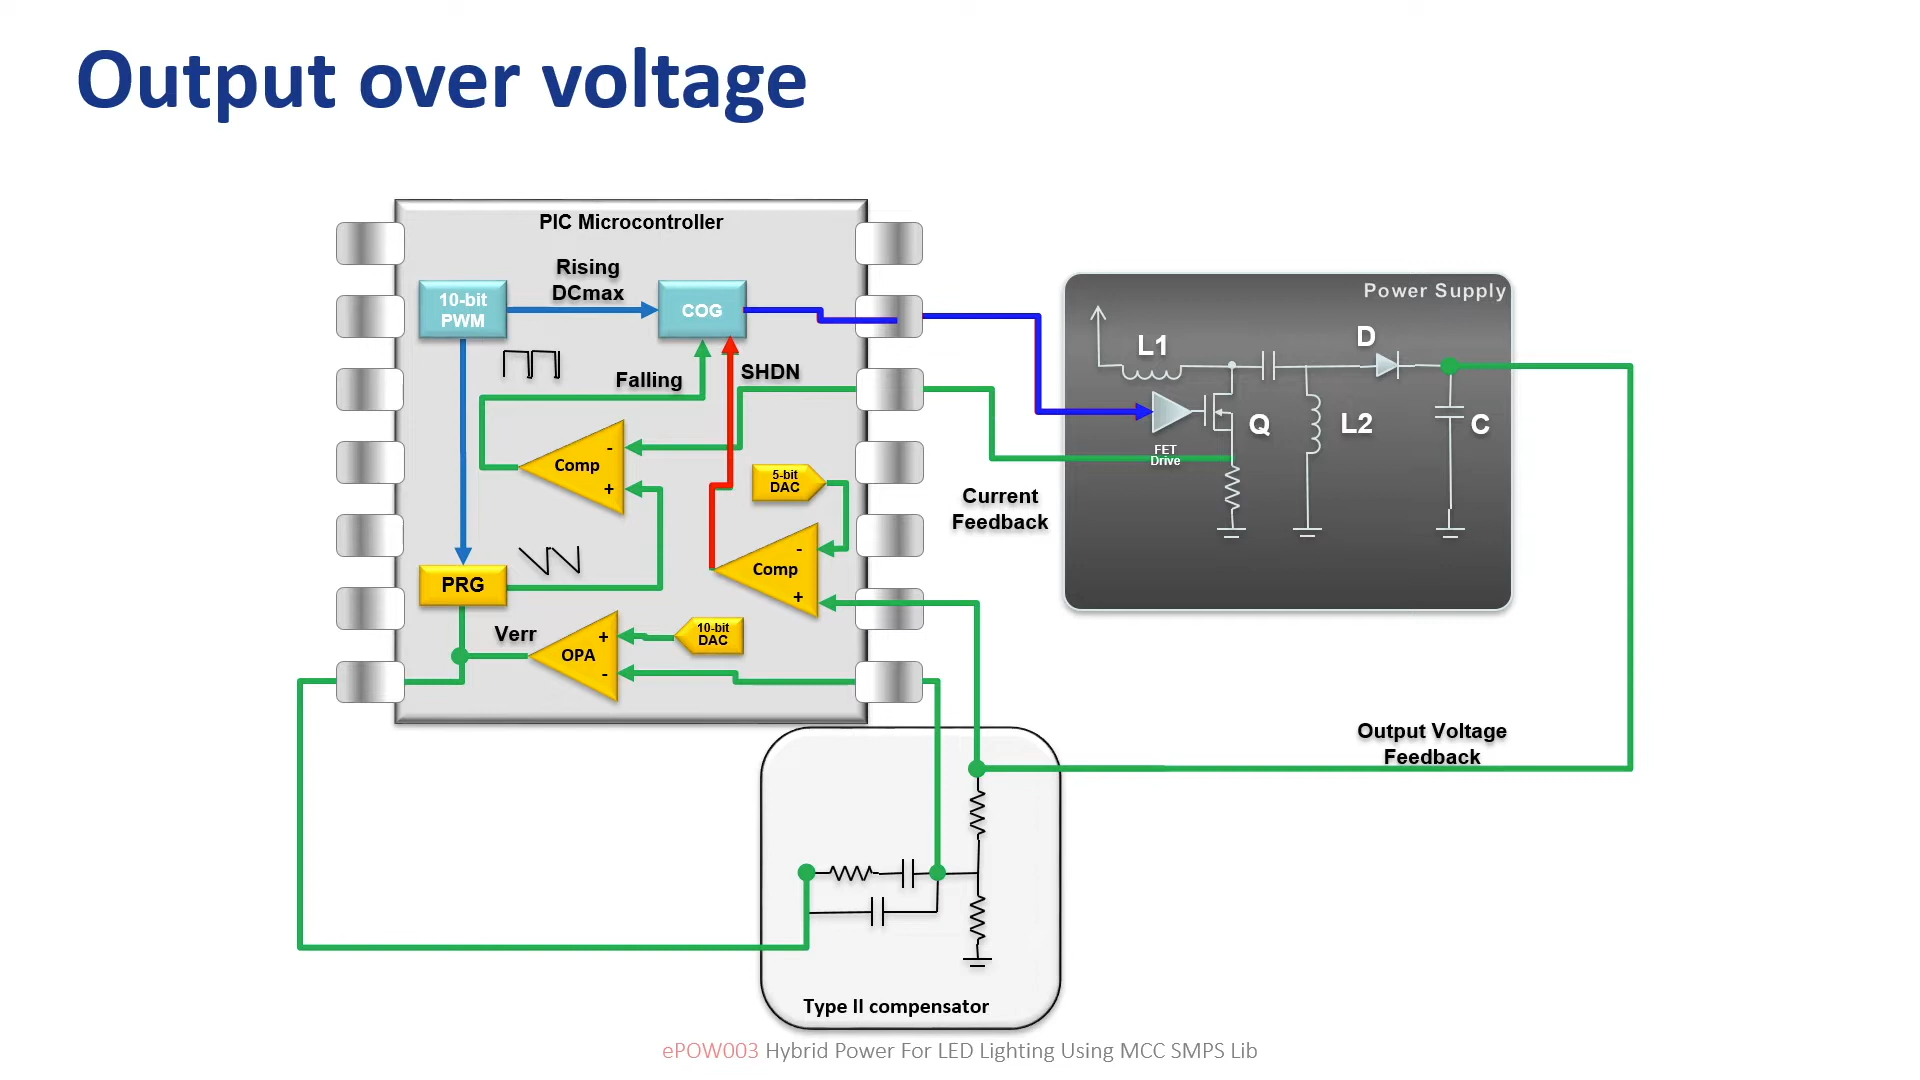 Output over voltage
PIC Microcontroller
Rising
DCmax
10-bit
PWM
COG
Power Supply
L1
D
Falling
SHDN
Q
L2
C
FET
Drive
-
Comp
+
5-bit
DAC
Current
Feedback
-
Comp
+
PRG
Verr
+
OPA
-
10-bit
DAC
Output Voltage
Feedback
Type II compensator
ePOW003 Hybrid Power For LED Lighting Using MCC SMPS Lib